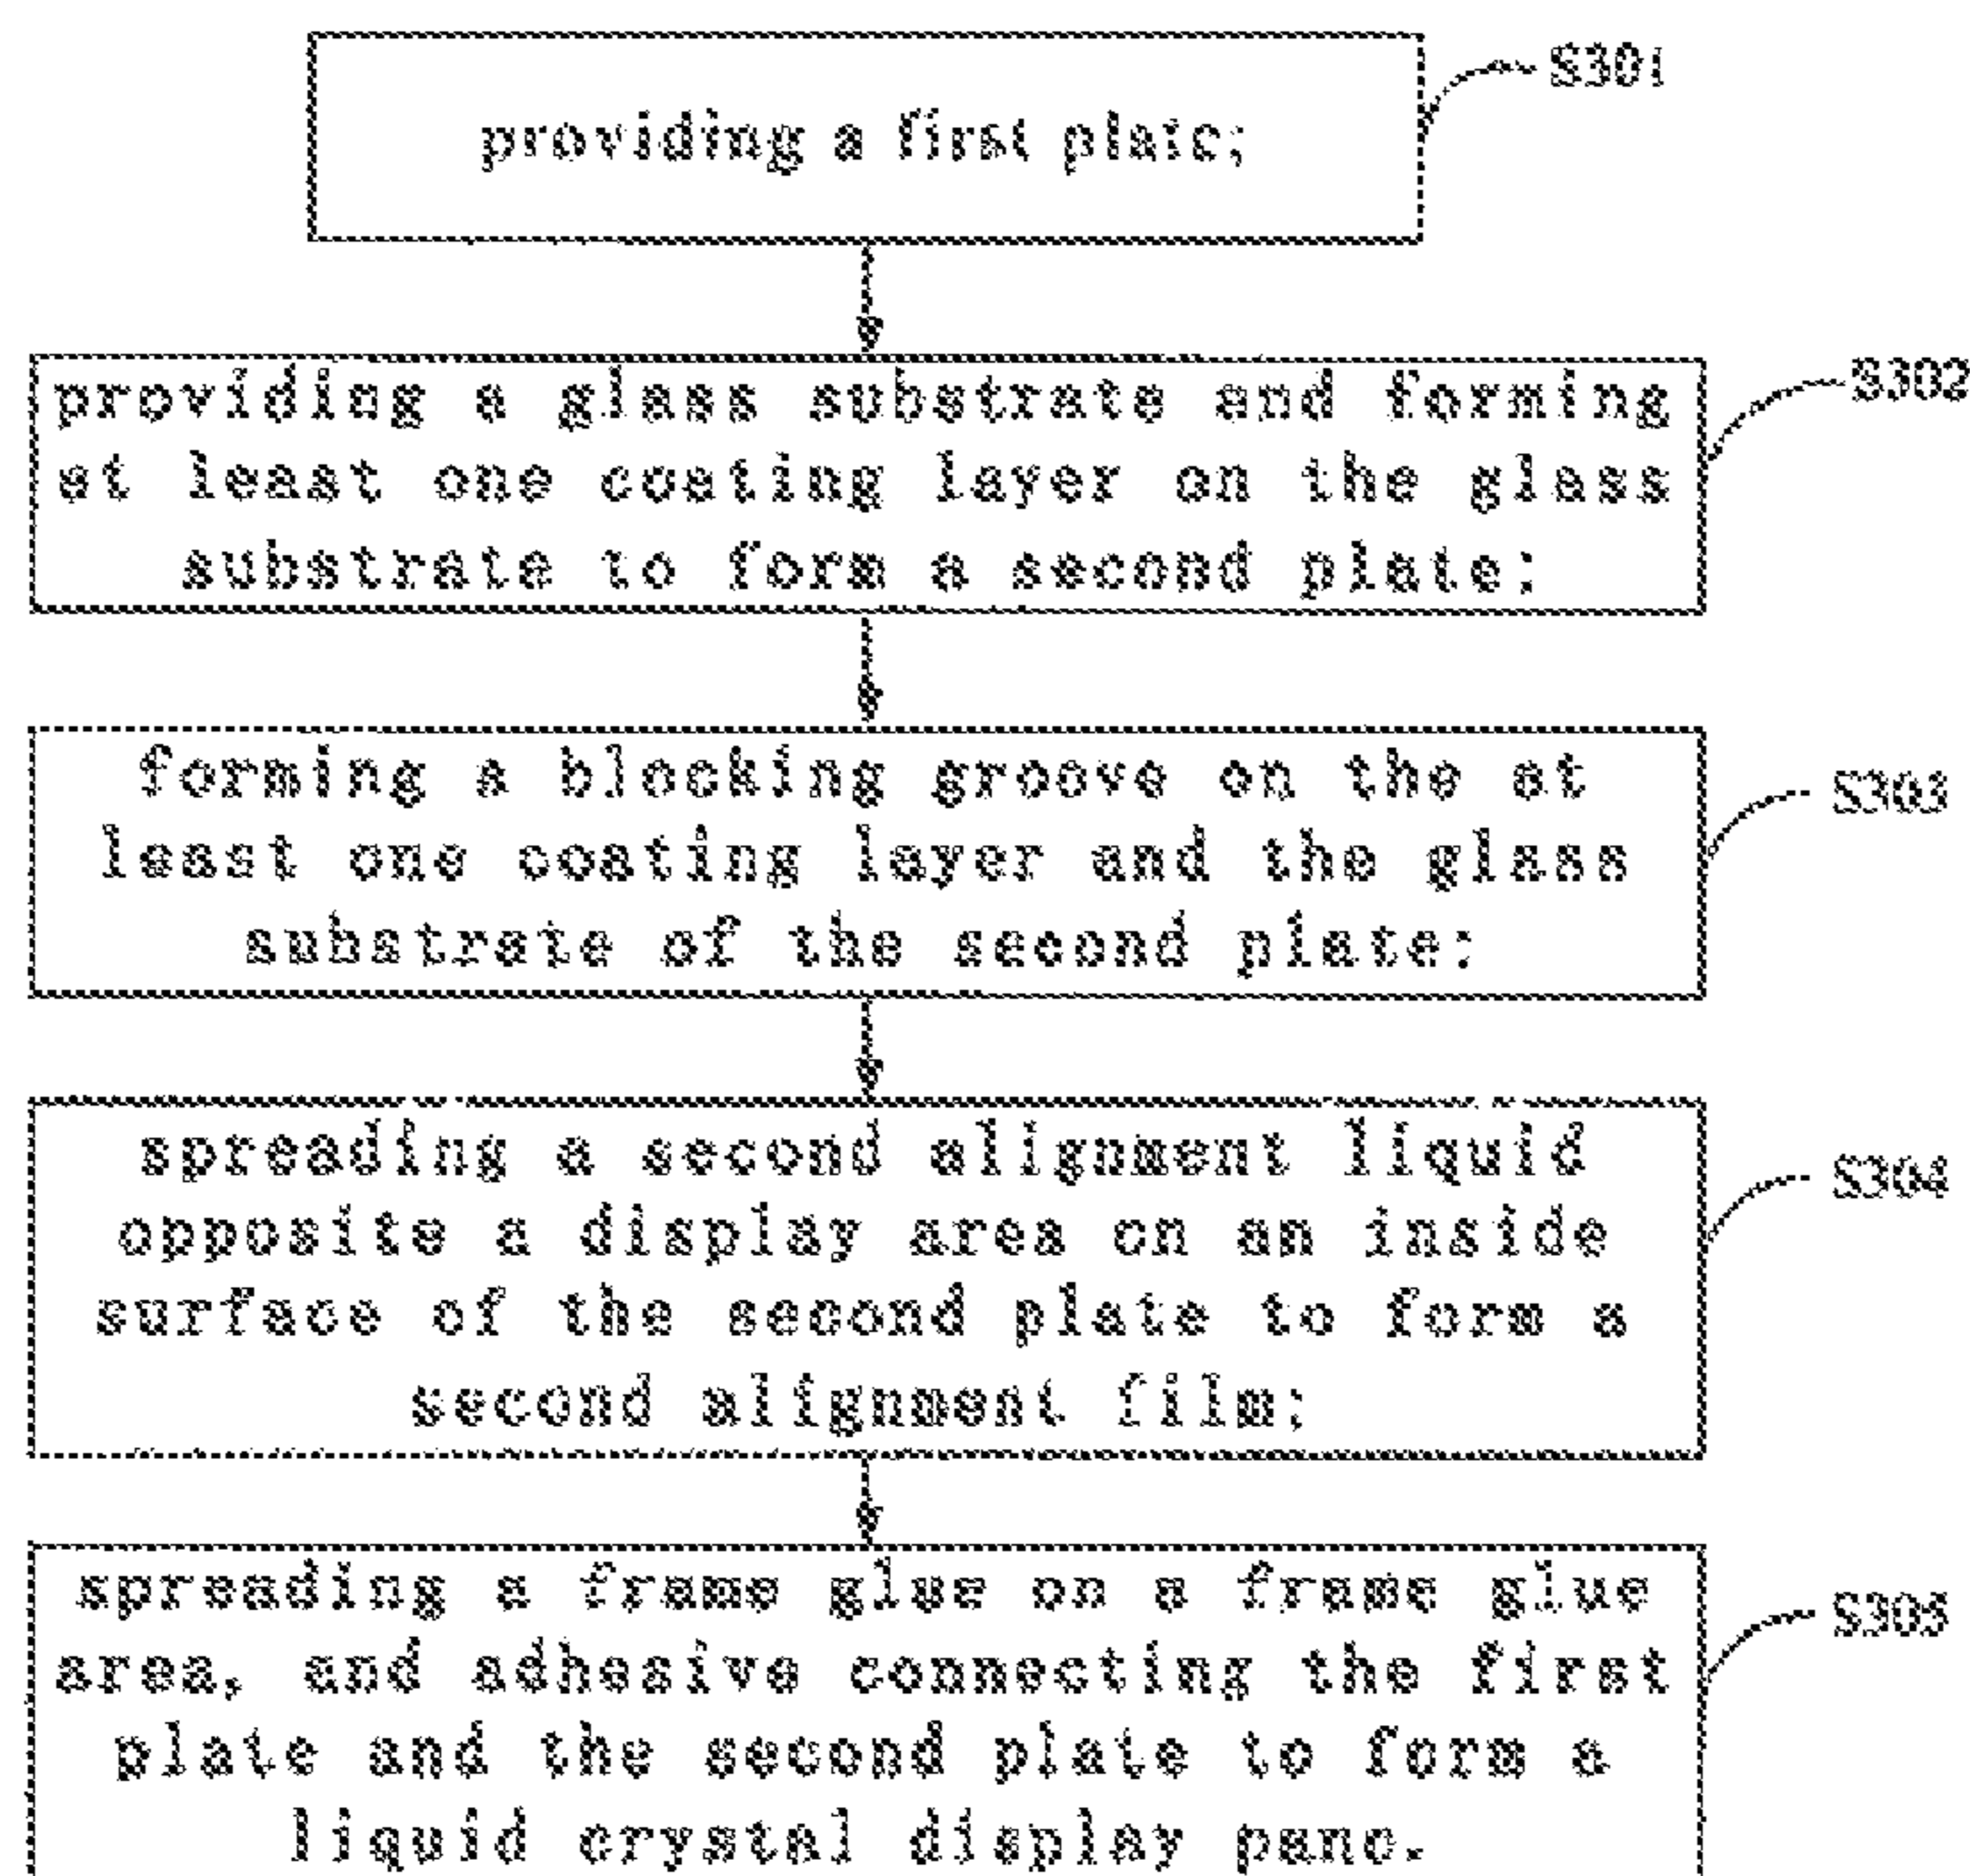 providing a first plate;
S301
providing a glass substrate and forming
at least one coating layer on the glass
substrate to form a second plate;
S302
forming a blocking groove on the at
least one coating layer and the glass
substrate of the second plate;
S303
spreading a second alignment liquid
opposite a display area on an inside
surface of the second plate to form a
second alignment film;
S304
spreading a frame glue on a frame glue
area, and adhesive connecting the first
plate and the second plate to form a
liquid crystal display pane.
S305